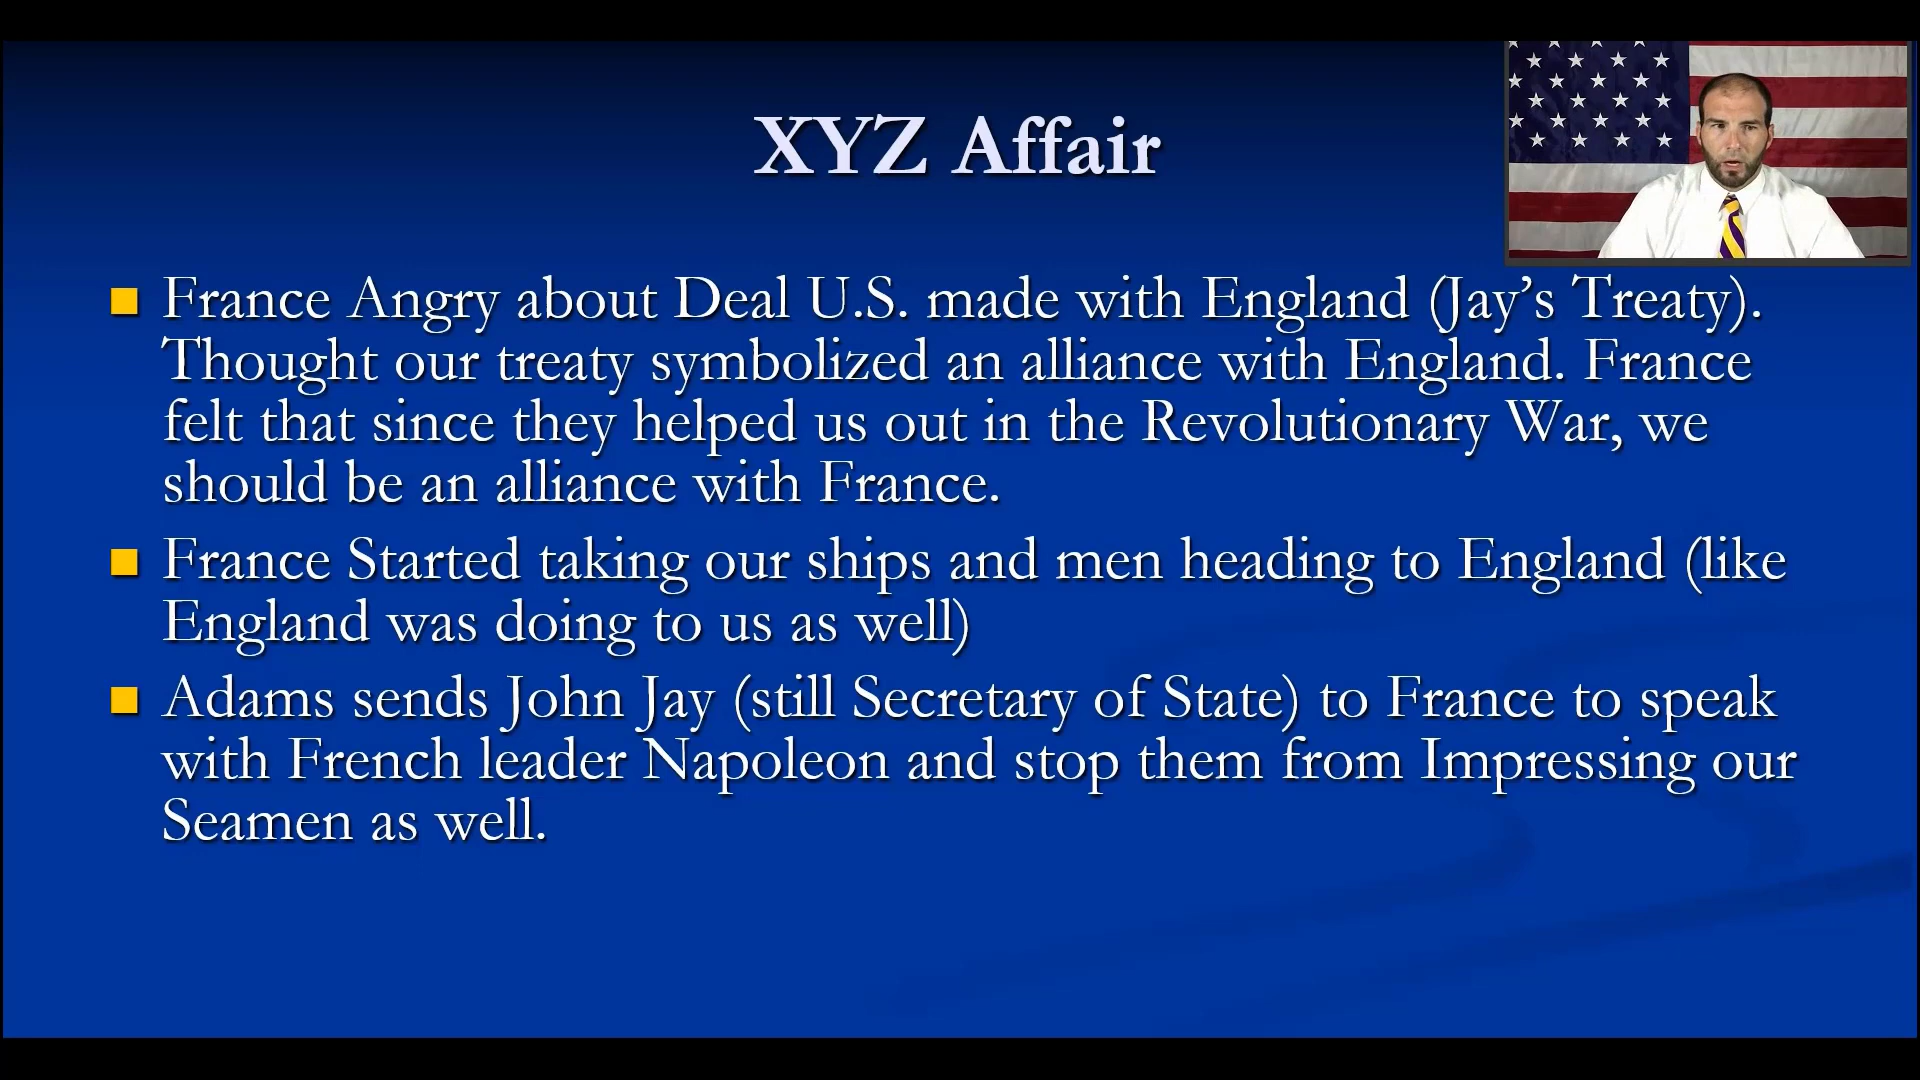 XYZ Affair
France Angry about Deal U.S. made with England (Jay's Treaty).
Thought our treaty symbolized an alliance with England. France
felt that since they helped us out in the Revolutionary War, we
should be an alliance with France.
France Started taking our ships and men heading to England (like
England was doing to us as well)
Adams sends John Jay (still Secretary of State) to France to speak
with French leader Napoleon and stop them from Impressing our
Seamen as well.